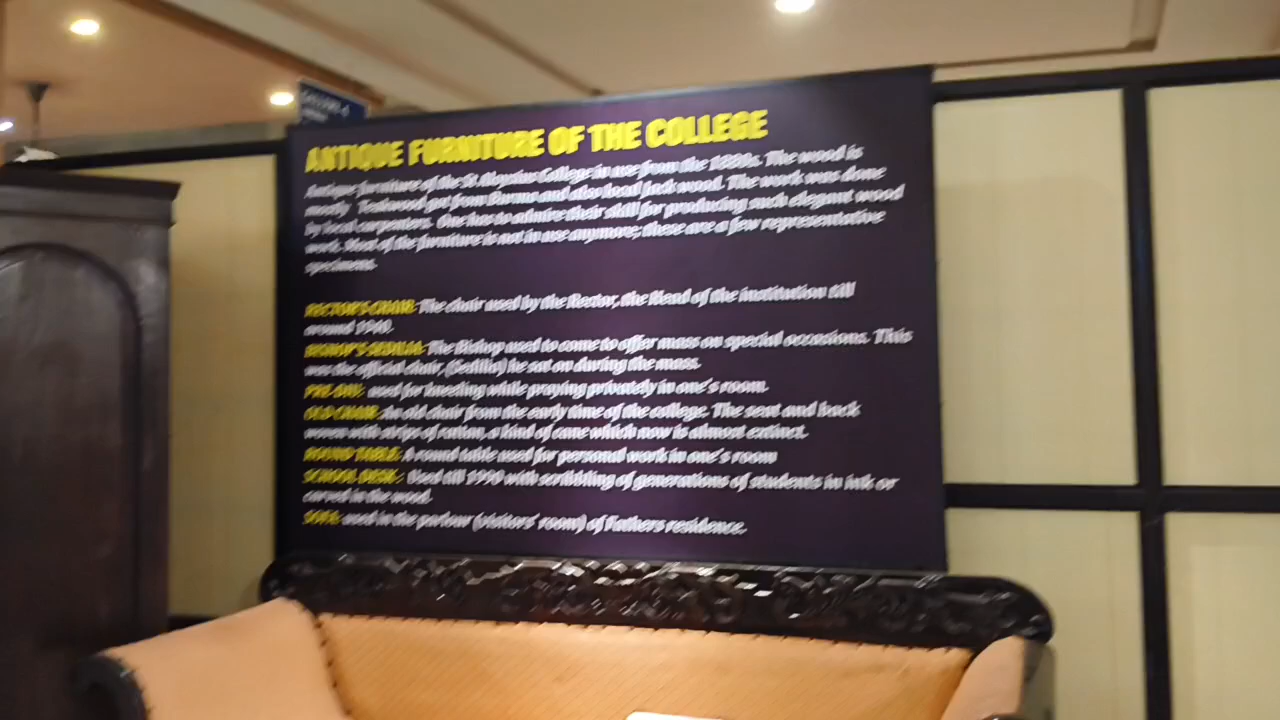 ANTIQUE FURNITURE OF THE COLLEGE
Antique furniture of the St Aloysius College in use from the 1880s. The wood is
mostly Teakwood got from Burma and also local Jack wood. The work was done
by local carpenters. One has to admire their skill for producing such elegant wood
work. Most of the furniture is not in use anymore; these are a few representative
specimens.
RECTOR'S CHAIR: The chair used by the Rector, the Head of the institution till
around 1940.
BISHOP'S SEDILIA: The Bishop used to come to offer mass on special occasions. This
was the official chair, (Sedilia) he sat on during the mass.
PRE-DIU: used for kneeling while praying privately in one's room.
OLD CHAIR: An old chair from the early time of the college. The seat and back
woven with strips of rattan, a kind of cane which now is almost extinct.
ROUND TABLE: A round table used for personal work in one's room
SCHOOL DESK: Used till 1990 with scribbling of generations of students in ink or
carved in the wood.
SOFA: used in the parlour (visitors' room) of Fathers residence.